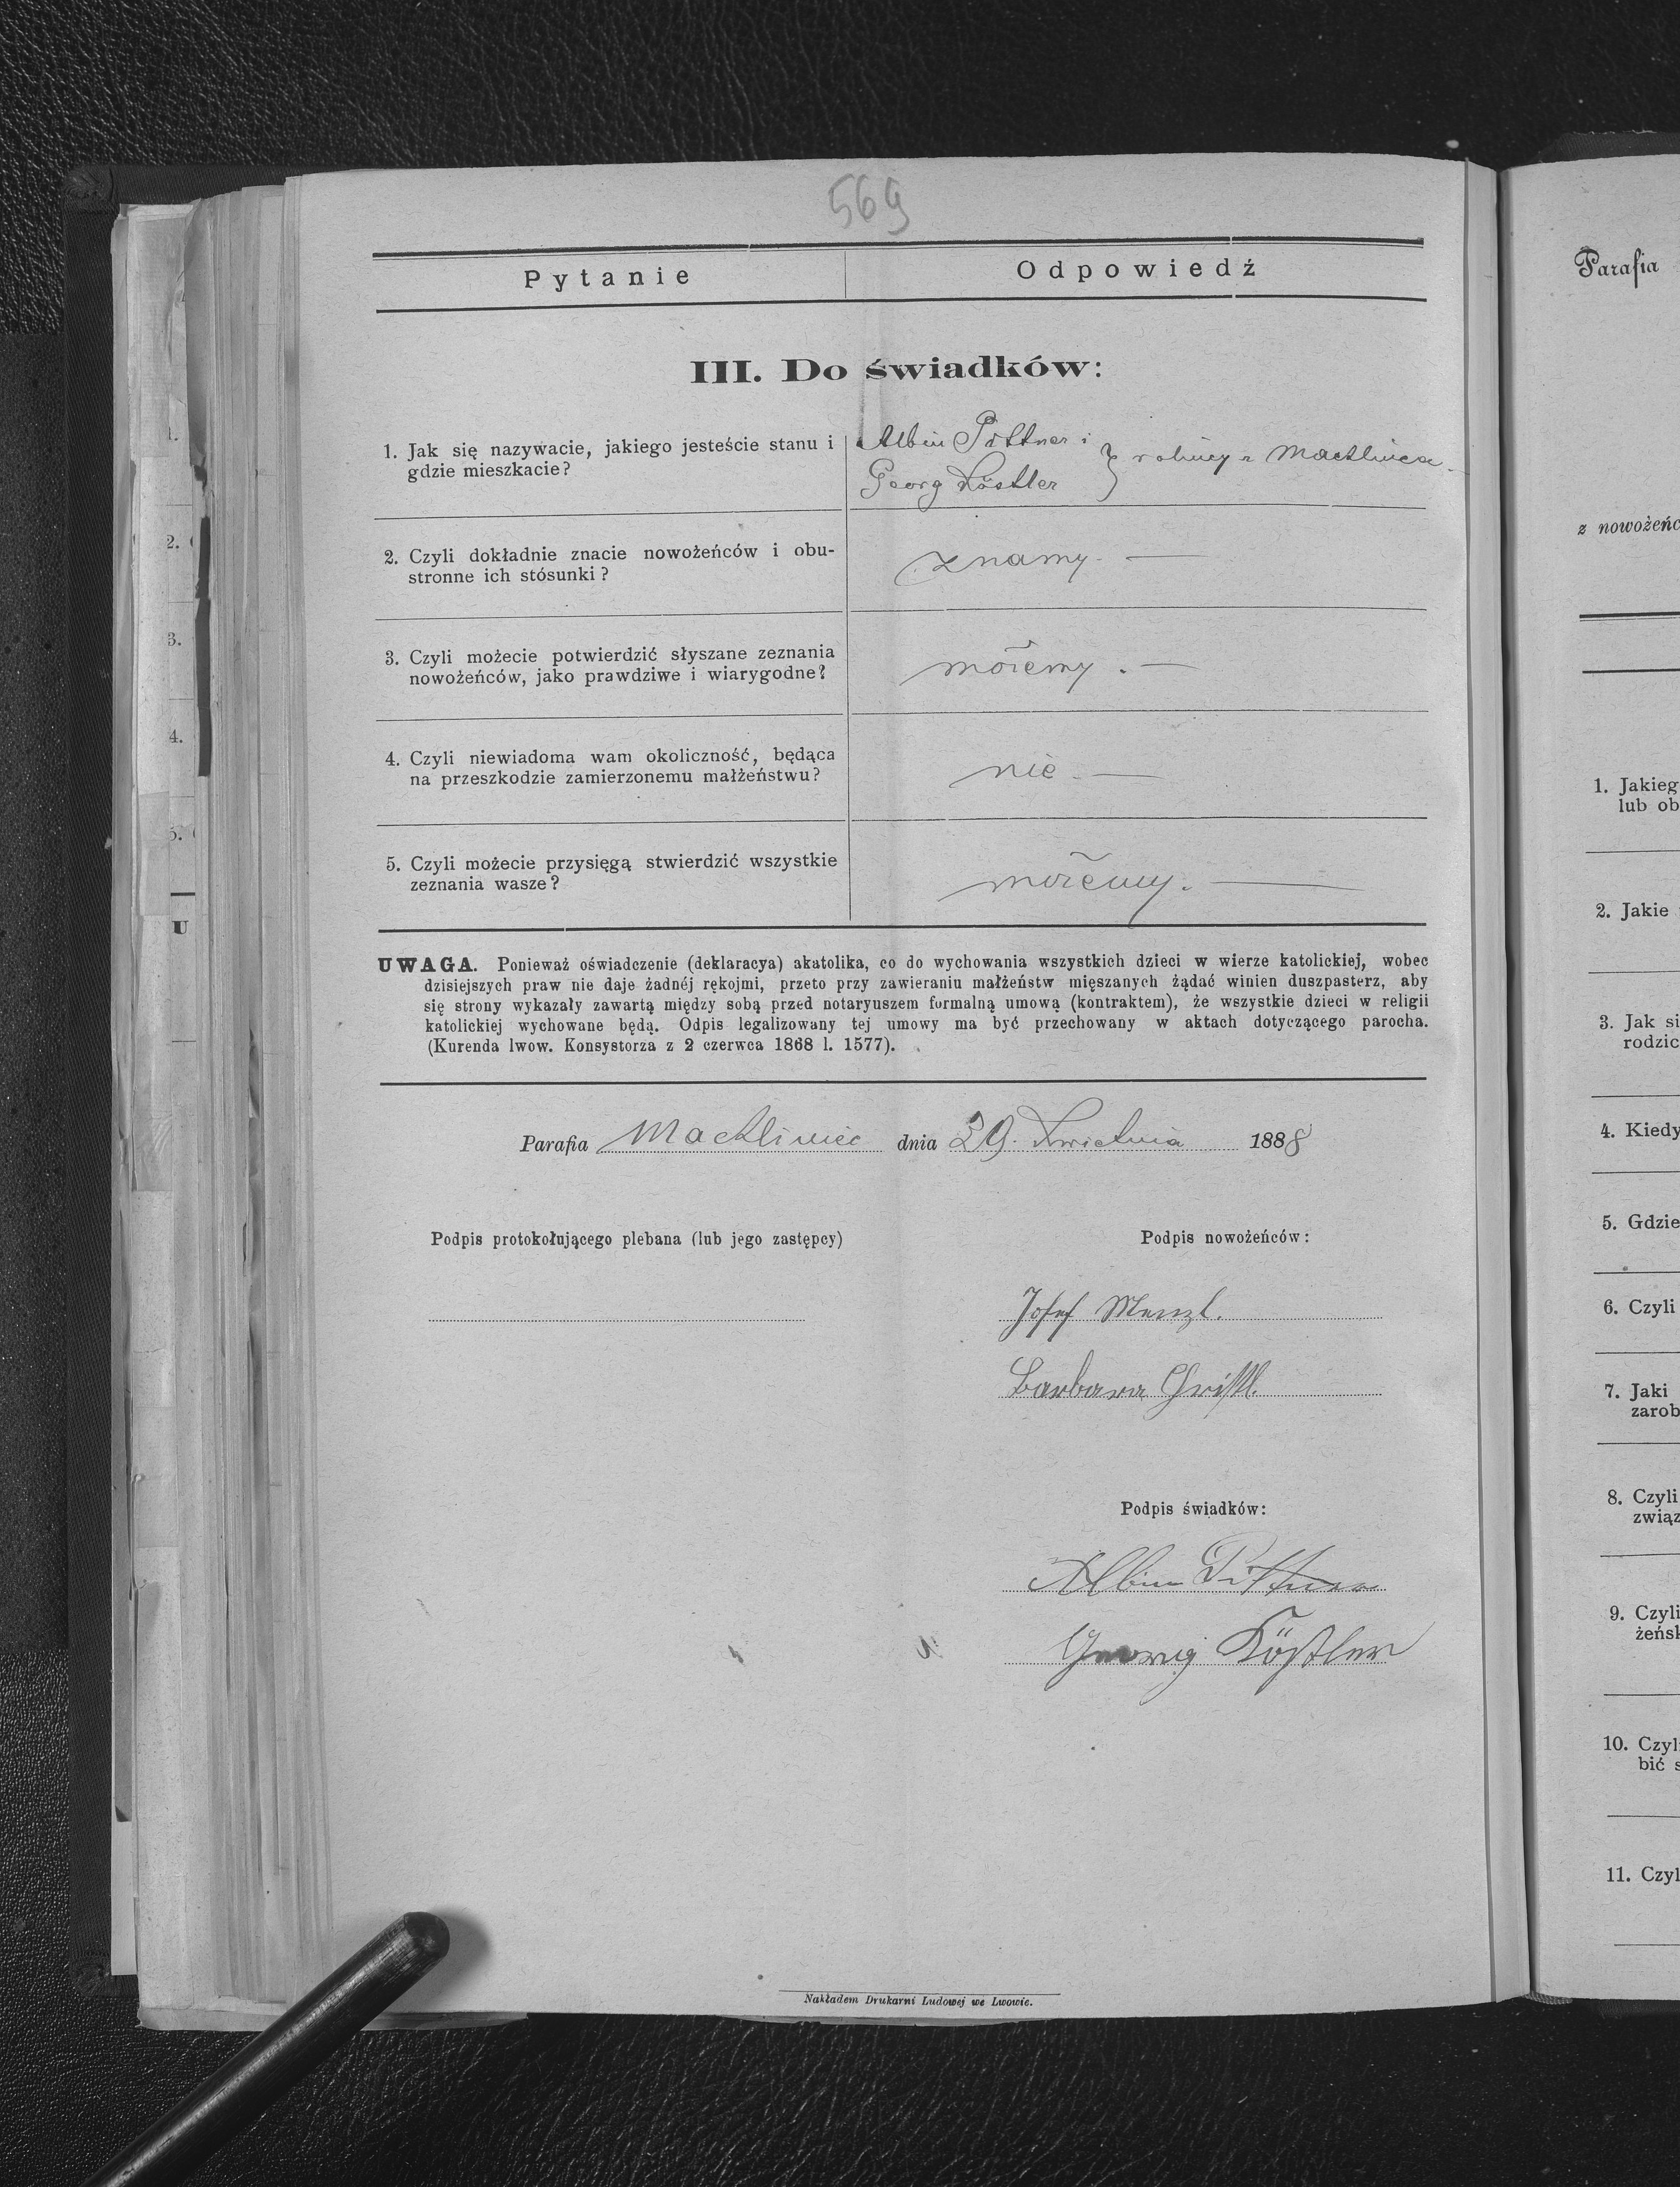 569
Pytanie Odpowiedź
III. Do świadków:
1. Jak się nazywacie, jakiego jesteście stanu i
gdzie mieszkacie?
Albin Pittner i
Georg Köstler
} rolnicy z Machlińca
2. Czyli dokładnie znacie nowożeńców i obu-
stronne ich stósunki?
znamy. —
3. Czyli możecie potwierdzić słyszane zeznania
nowożeńców, jako prawdziwe i wiarygodne?
możemy. —
4. Czyli niewiadoma wam okoliczność, będąca
na przeszkodzie zamierzonemu małżeństwu?
nie. —
5. Czyli możecie przysięgą stwierdzić wszystkie
zeznania wasze?
możemy. —
UWAGA. Ponieważ oświadczenie (deklaracya) akatolika, co do wychowania wszystkich dzieci w wierze katolickiej, wobec
dzisiejszych praw nie daje żadnéj rękojmi, przeto przy zawieraniu małżeństw mięszanych żądać winien duszpasterz, aby
się strony wykazały zawartą między sobą przed notaryuszem formalną umową (kontraktem), że wszystkie dzieci w religii
katolickiej wychowane będą. Odpis legalizowany tej umowy ma być przechowany w aktach dotyczącego parocha.
(Kurenda lwow. Konsystorza z 2 czerwca 1868 l. 1577).
Parafia Machliniec dnia 29. Kwietnia 1888
Podpis protokołującego plebana (lub jego zastępcy)
Podpis nowożeńców:
Josef
Barbara
Podpis świadków:
Albin Pittner
Georg Köstler
Nakładem Drukarni Ludowej we Lwowie.
Parafia
z nowożeńc
1. Jakieg
lub ob
2. Jakie
3. Jak si
rodzic
4. Kiedy
5. Gdzie
6. Czyli
7. Jaki
zarob
8. Czyli
związ
9. Czyli
żeńsk
10. Czyl
bić s
11. Czyl